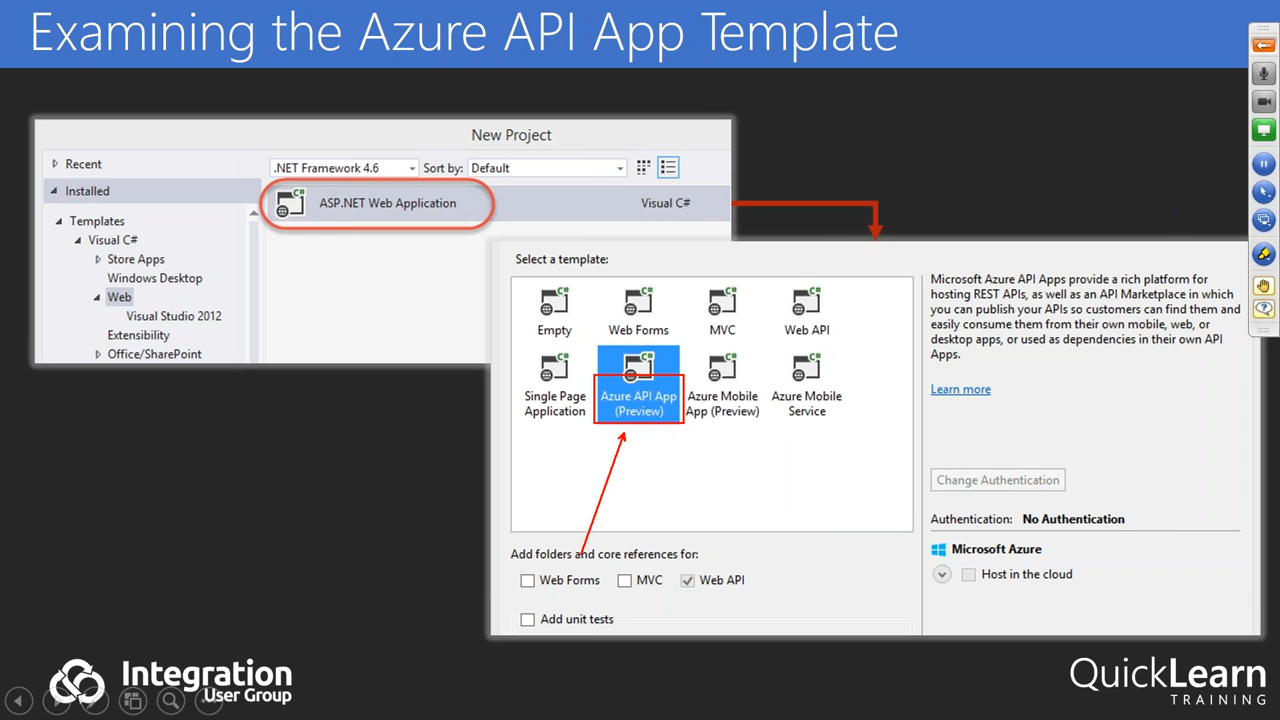 Examining the Azure API App Template
New Project
Recent
.NET Framework 4.6
Sort by:
Default
Installed
ASP.NET Web Application
Visual C#
Templates
Visual C#
Store Apps
Windows Desktop
Web
Visual Studio 2012
Extensibility
Office/SharePoint
Select a template:
Empty
Web Forms
MVC
Web API
Single Page
Application
Azure API App
(Preview)
Azure Mobile
App (Preview)
Azure Mobile
Service
Microsoft Azure API Apps provide a rich platform for
hosting REST APIs, as well as an API Marketplace in which
you can publish your APIs so customers can find them and
easily consume them from their own mobile, web, or
desktop apps, or used as dependencies in their own API
Apps.
Learn more
Change Authentication
Authentication: No Authentication
Microsoft Azure
Host in the cloud
Add folders and core references for:
Web Forms
MVC
Web API
Add unit tests
Integration
User Group
QuickLearn
TRAINING